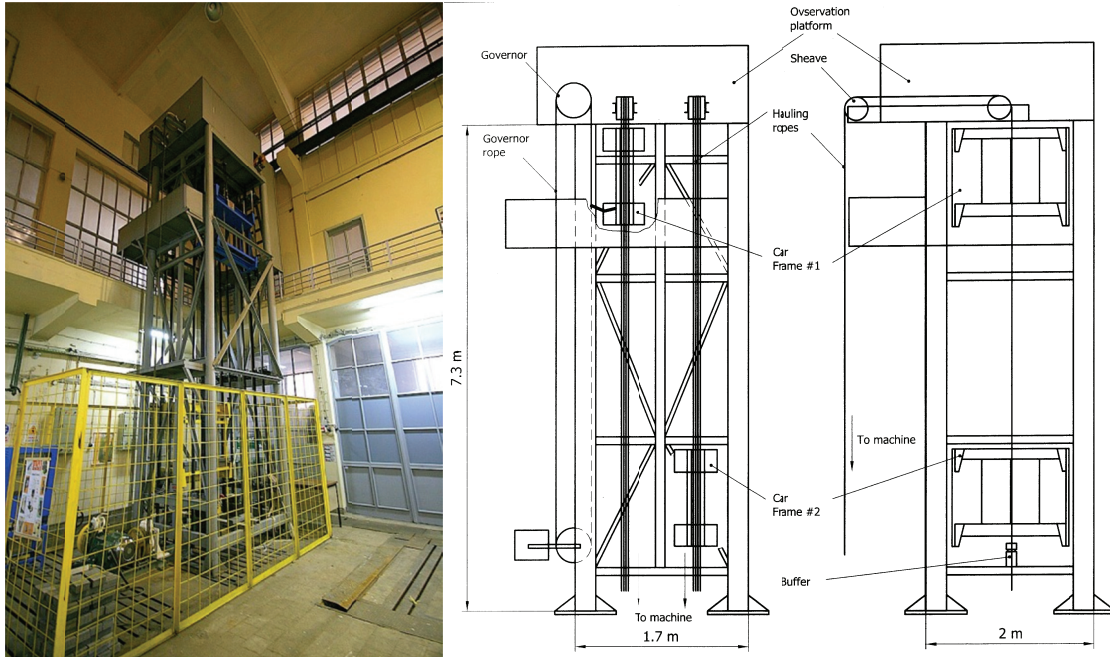 Ovservation
platform
Governor
Sheave
Hauling
ropes
Governor
rope
Car
Frame #1
7.3 m
To machine
Car
Frame #2
Buffer
To machine
1.7 m
2 m